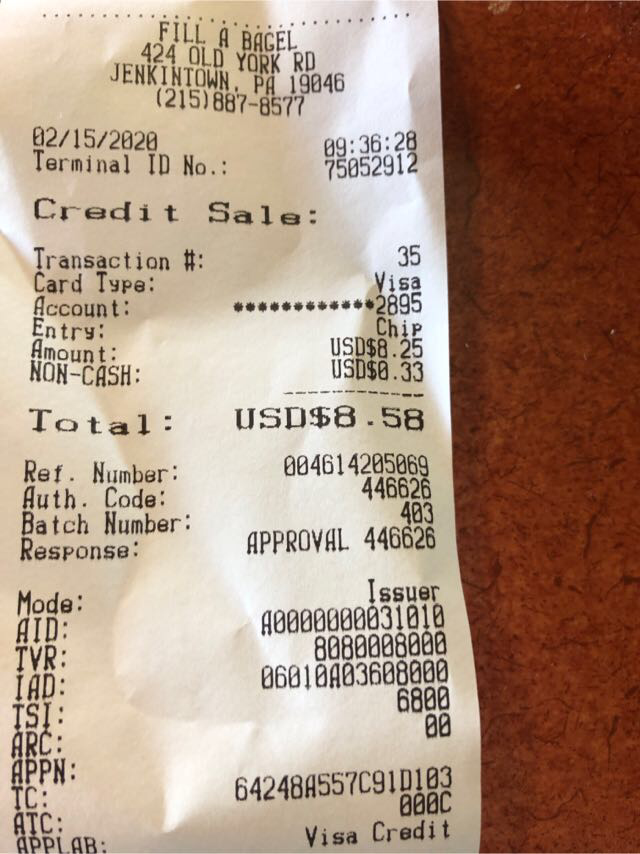 FILL A BAGEL
424 OLD YORK RD
JENKINTOWN, PA 19046
(215)887-8577
02/15/2020 09:36:28
Terminal ID No.: 75052912
Credit Sale:
Transaction #: 35
Card Type: Visa
Account: ************2895
Entry: Chip
Amount: USD$8.25
NON-CASH: USD$0.33
Total: USD$8.58
Ref. Number: 004614205069
Auth. Code: 446626
Batch Number: 403
Response: APPROVAL 446626
Mode: Issuer
AID: A0000000031010
TVR: 8080008000
IAD: 06010A03608000
TSI: 6800
ARC: 00
APPN:
TC: 64248A557C91D103
ATC: 000C
APPLAB: Visa Credit